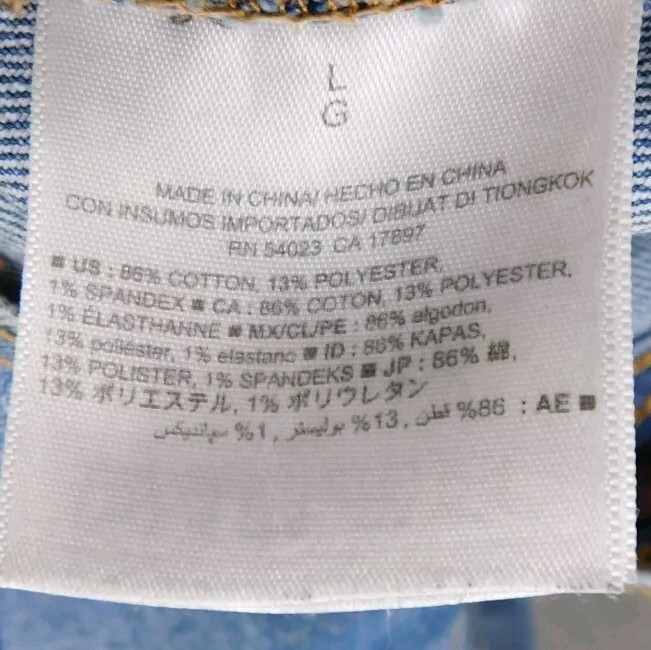 L
G
MADE IN CHINA/ HECHO EN CHINA
CON INSUMOS IMPORTADOS/ DIBUAT DI TIONGKOK
RN 54023 CA 17897
■ US : 86% COTTON, 13% POLYESTER,
1% SPANDEX ■ CA : 86% COTON, 13% POLYESTER,
1% ÉLASTHANNE ■ MX/CL/PE : 86% algodon,
13% poliéster, 1% elastano ■ ID : 86% KAPAS,
13% POLISTER, 1% SPANDEKS ■ JP : 86% 綿,
13% ポリエステル, 1% ポリウレタン
■ AE : 86% قطن, 13% بوليستر, 1% سباندیکس